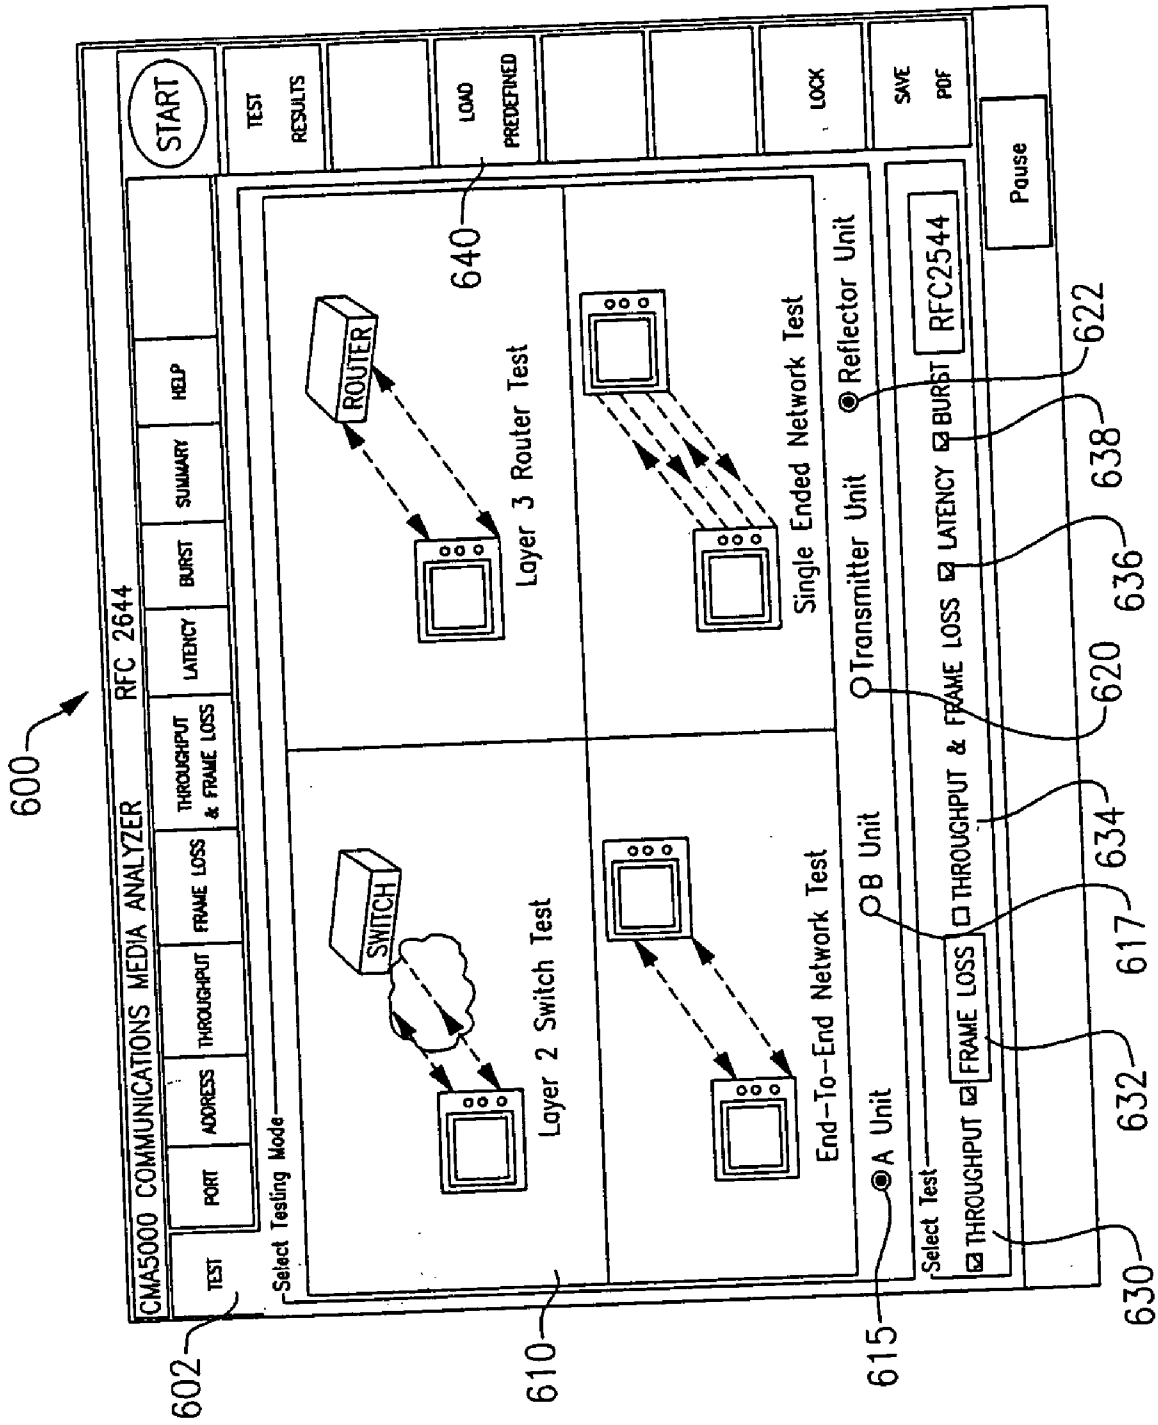 600
CMA5000 COMMUNICATIONS MEDIA ANALYZER RFC 2644
START
TEST
PORT
ADDRESS
THROUGHPUT
FRAME LOSS
THROUGHPUT
& FRAME LOSS
LATENCY
BURST
SUMMARY
HELP
602
TEST
RESULTS
Select Testing Mode
SWITCH
Layer 2 Switch Test
ROUTER
Layer 3 Router Test
LOAD
PREDEFINED
640
610
End-To-End Network Test
Single Ended Network Test
LOCK
615
A Unit
B Unit
Transmitter Unit
Reflector Unit
SAVE
PDF
Select Test
THROUGHPUT
FRAME LOSS
THROUGHPUT & FRAME LOSS
LATENCY
BURST
RFC2544
Pause
630
632
617
634
620
636
638
622